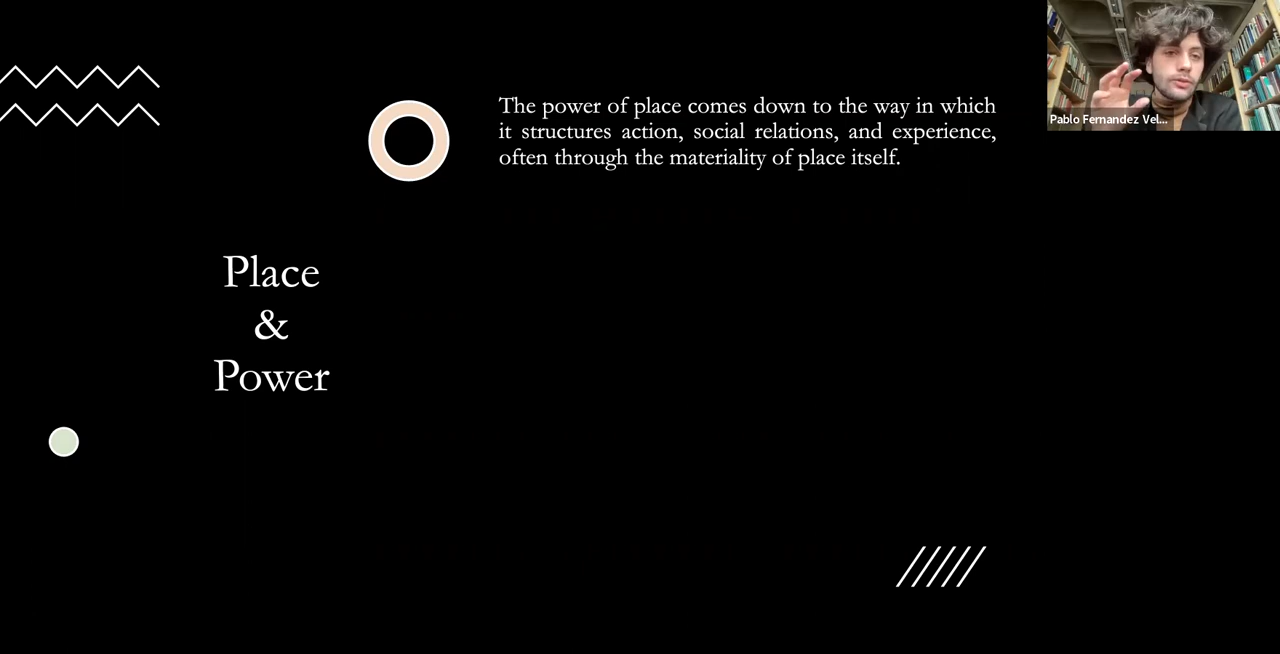 The power of place comes down to the way in which
it structures action, social relations, and experience,
often through the materiality of place itself.
Place
&
Power
Pablo Fernandez Vel...